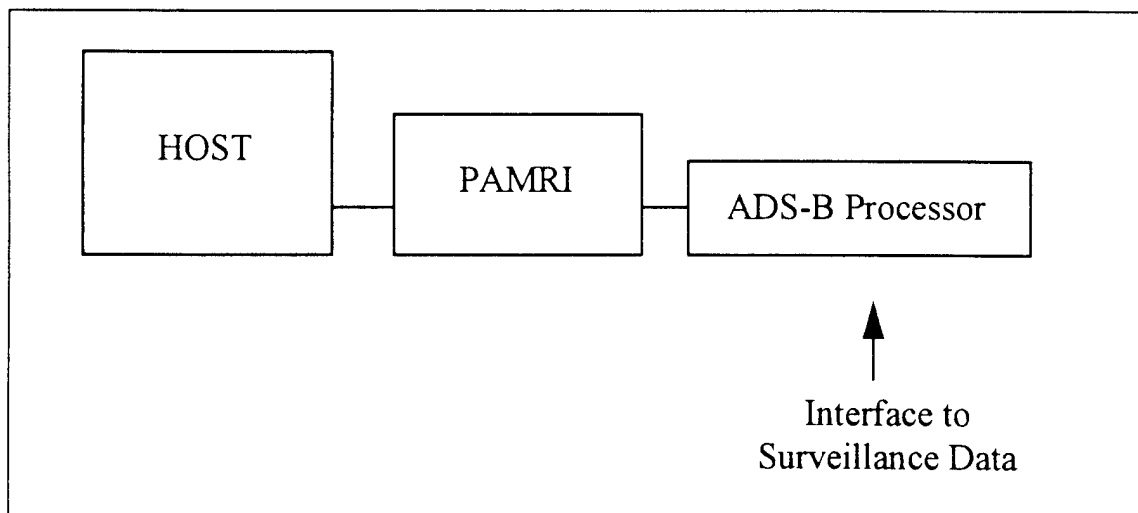 HOST
PAMRI
ADS-B Processor
Interface to
Surveillance Data